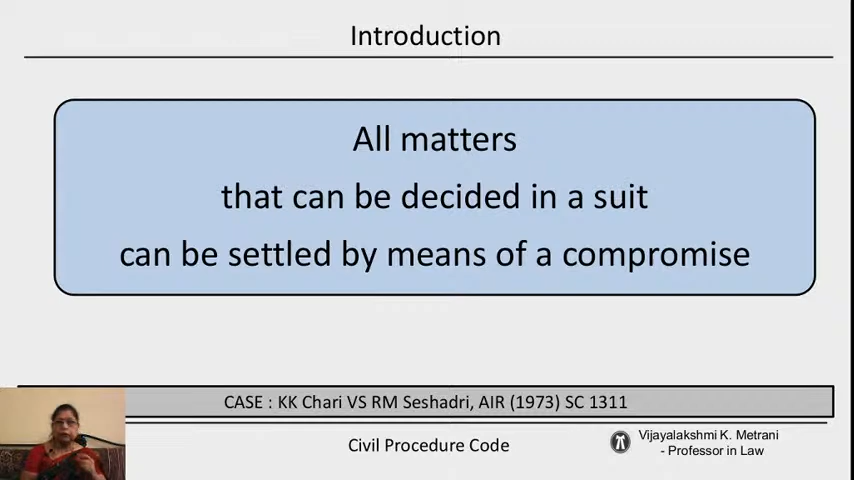 Introduction
All matters
that can be decided in a suit
can be settled by means of a compromise
CASE : KK Chari VS RM Seshadri, AIR (1973) SC 1311
Civil Procedure Code
Vijayalakshmi K. Metrani
- Professor in Law